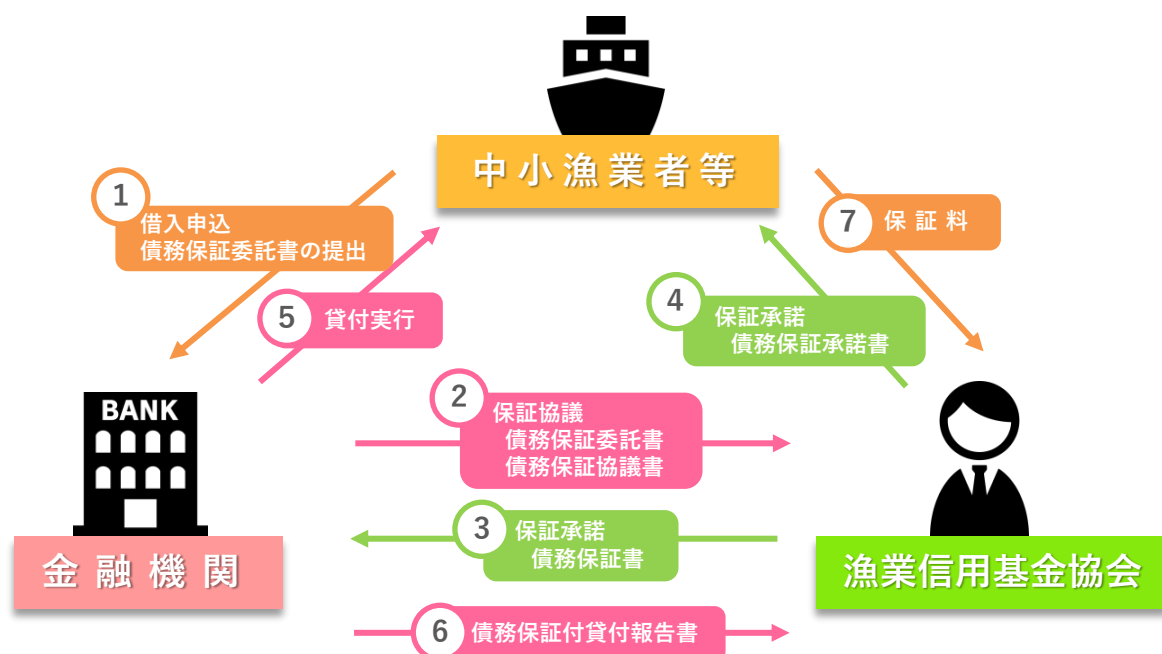 中小漁業者等
1
借入申込
債務保証委託書の提出
7
保証料
5
貸付実行
4
保証承諾
債務保証承諾書
BANK
2
保証協議
債務保証委託書
債務保証協議書
3
保証承諾
債務保証書
金融機関
漁業信用基金協会
6
債務保証付貸付報告書